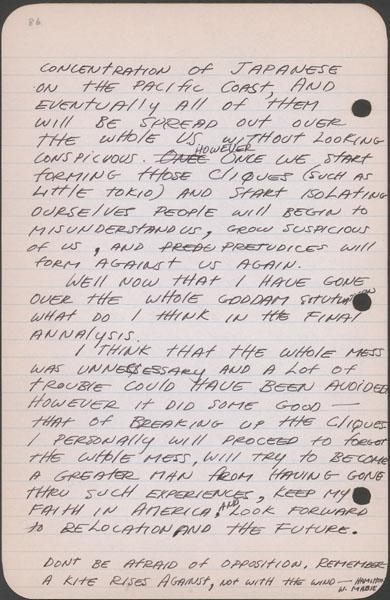 86
CONCENTRATION OF JAPANESE
ON THE PACIFIC COAST, AND
EVENTUALLY ALL OF THEM
WILL BE SPREAD OUT OVER
THE WHOLE US WITHOUT LOOKING
CONSPICUOUS. HOWEVER ONCE WE START
FORMING THOSE CLIQUES (SUCH AS
LITTLE TOKIO) AND START ISOLATING
OURSELVES PEOPLE WILL BEGIN TO
MISUNDERSTAND US, GROW SUSPICIOUS
OF US, AND PREJUDICES WILL
FORM AGAINST US AGAIN.
WELL NOW THAT I HAVE GONE
OVER THE WHOLE GODDAM SITUTUATION
WHAT DO I THINK IN THE FINAL
ANNALYSIS.
I THINK THAT THE WHOLE MESS
WAS UNNECESSARY AND A LOT OF
TROUBLE COULD HAVE BEEN AVOIDED
HOWEVER IT DID SOME GOOD —
THAT OF BREAKING UP THE CLIQUES
I PERSONALLY WILL PROCEED TO FORGET
THE WHOLE MESS, WILL TRY TO BECOME
A GREATER MAN FROM HAVING GONE
THRU SUCH EXPERIENCES, KEEP MY
FAITH IN AMERICA, AND LOOK FORWARD
TO RELOCATION AND THE FUTURE.
DONT BE AFRAID OF OPPOSITION. REMEMBER
A KITE RISES AGAINST, NOT WITH THE WIND — HAMILTON
W. MABIE